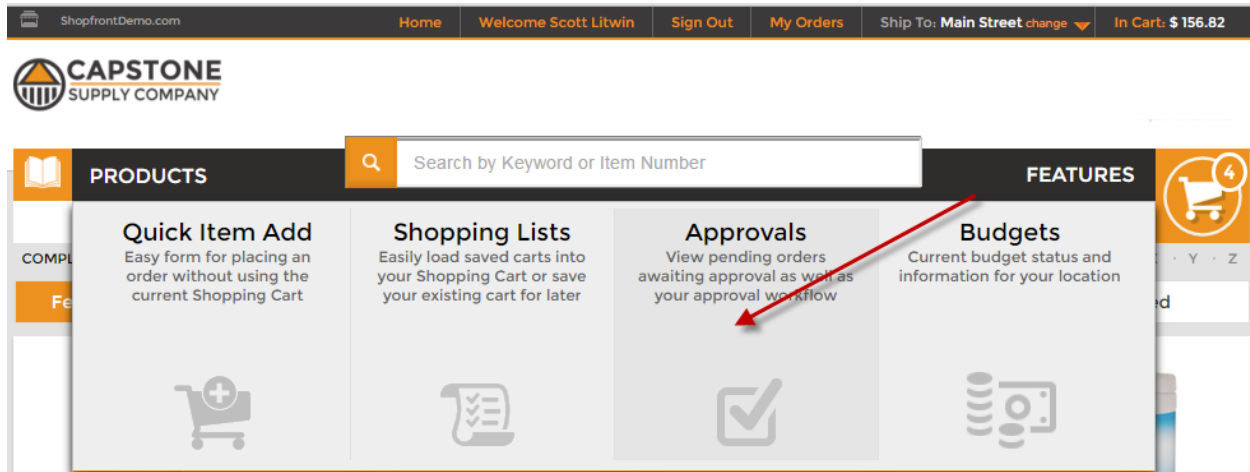 ShopfrontDemo.com Home Welcome Scott Litwin Sign Out My Orders Ship To: Main Street change In Cart: $ 156.82
CAPSTONE
SUPPLY COMPANY
Search by Keyword or Item Number
PRODUCTS FEATURES 4
Quick Item Add
Easy form for placing an
order without using the
current Shopping Cart
Shopping Lists
Easily load saved carts into
your Shopping Cart or save
your existing cart for later
Approvals
View pending orders
awaiting approval as well as
your approval workflow
Budgets
Current budget status and
information for your location
COMPL · Y · Z
Fe ed